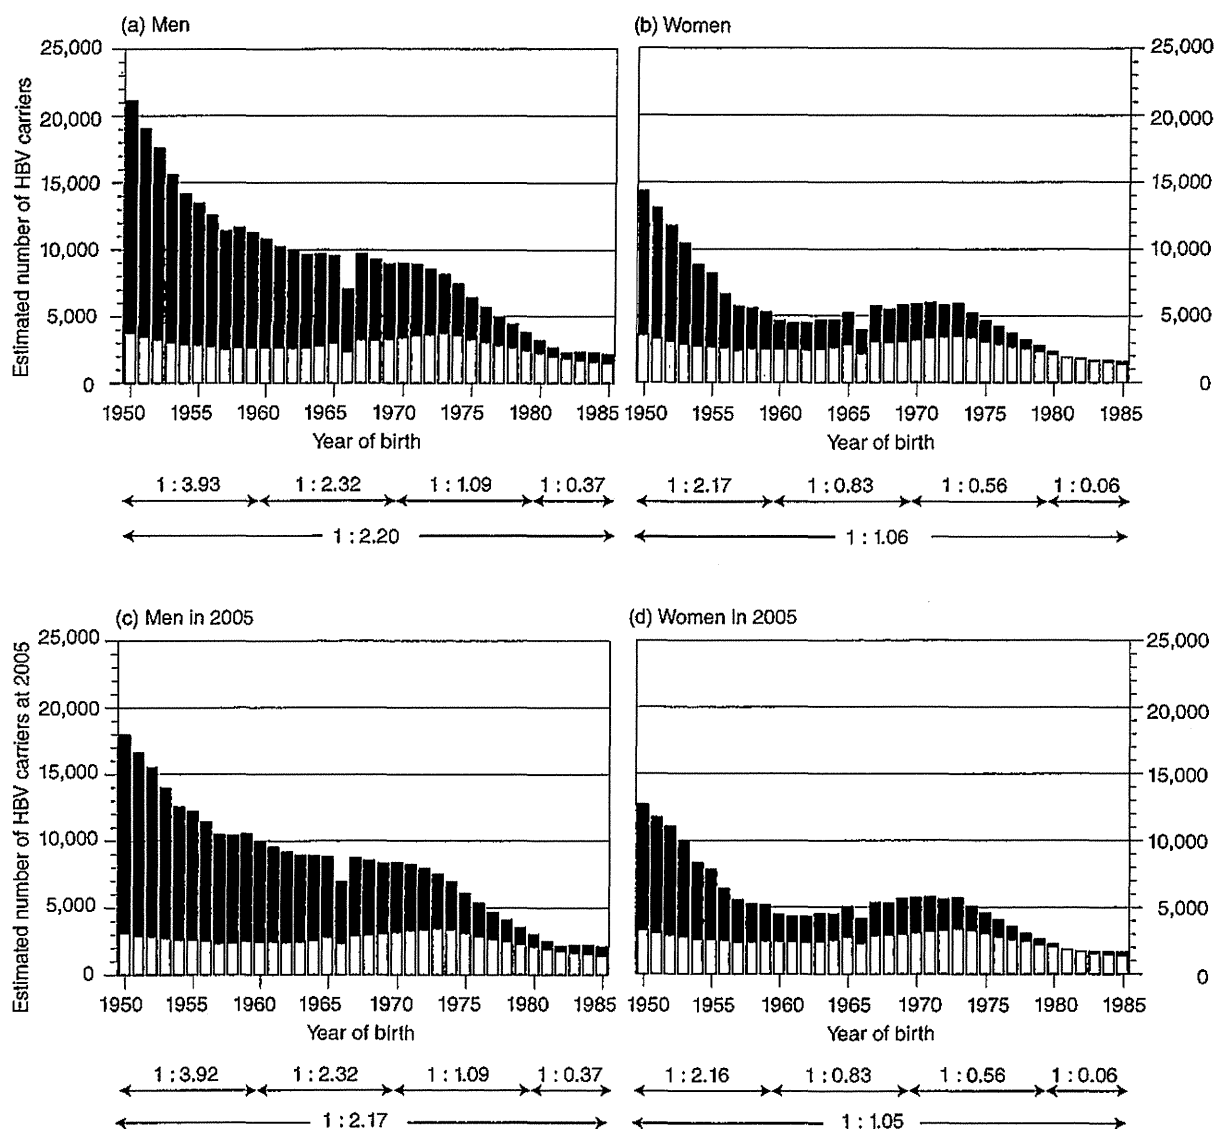 (a) Men
(b) Women
Estimated number of HBV carriers
25,000
20,000
15,000
10,000
5,000
0
25,000
20,000
15,000
10,000
5,000
0
1950 1955 1960 1965 1970 1975 1980 1985
1950 1955 1960 1965 1970 1975 1980 1985
Year of birth
Year of birth
1 : 3.93 1 : 2.32 1 : 1.09 1 : 0.37
1 : 2.17 1 : 0.83 1 : 0.56 1 : 0.06
1 : 2.20
1 : 1.06
(c) Men in 2005
(d) Women in 2005
Estimated number of HBV carriers at 2005
25,000
20,000
15,000
10,000
5,000
0
25,000
20,000
15,000
10,000
5,000
0
1950 1955 1960 1965 1970 1975 1980 1985
1950 1955 1960 1965 1970 1975 1980 1985
Year of birth
Year of birth
1 : 3.92 1 : 2.32 1 : 1.09 1 : 0.37
1 : 2.16 1 : 0.83 1 : 0.56 1 : 0.06
1 : 2.17
1 : 1.05